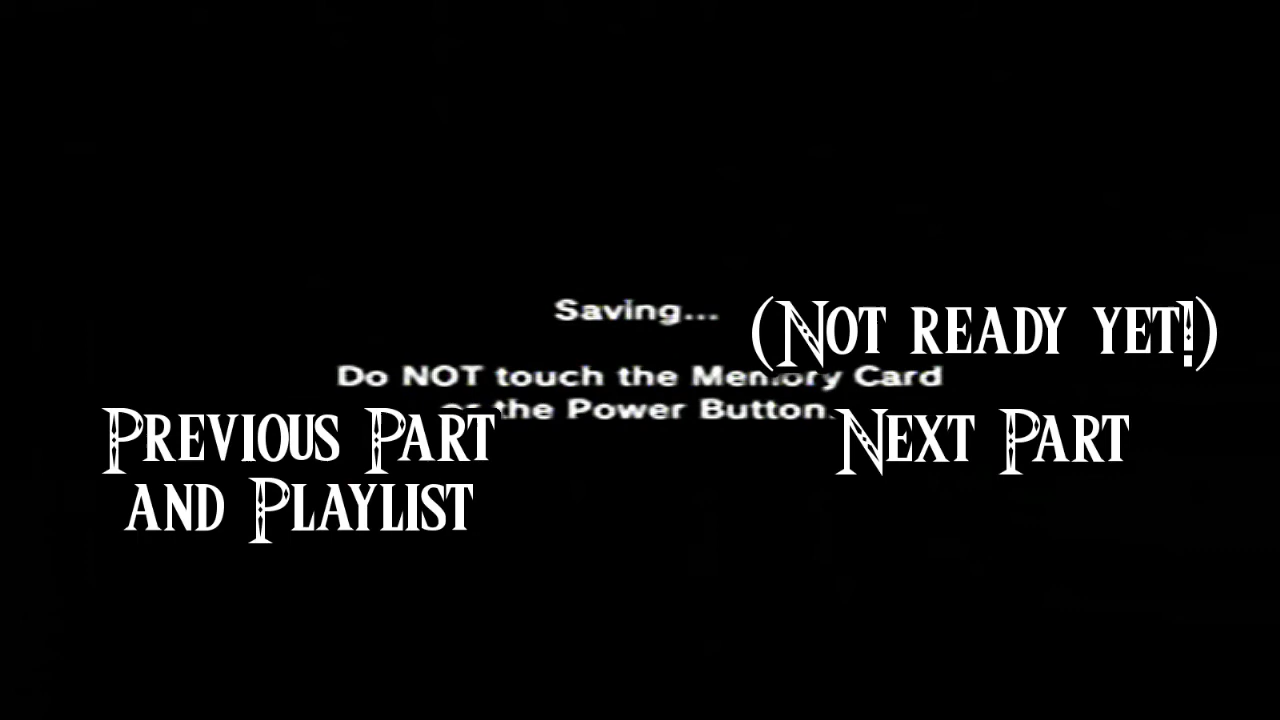 Saving...
(Not ready yet!)
Do NOT touch the Memory Card
or the Power Button.
Previous Part
and Playlist
Next Part